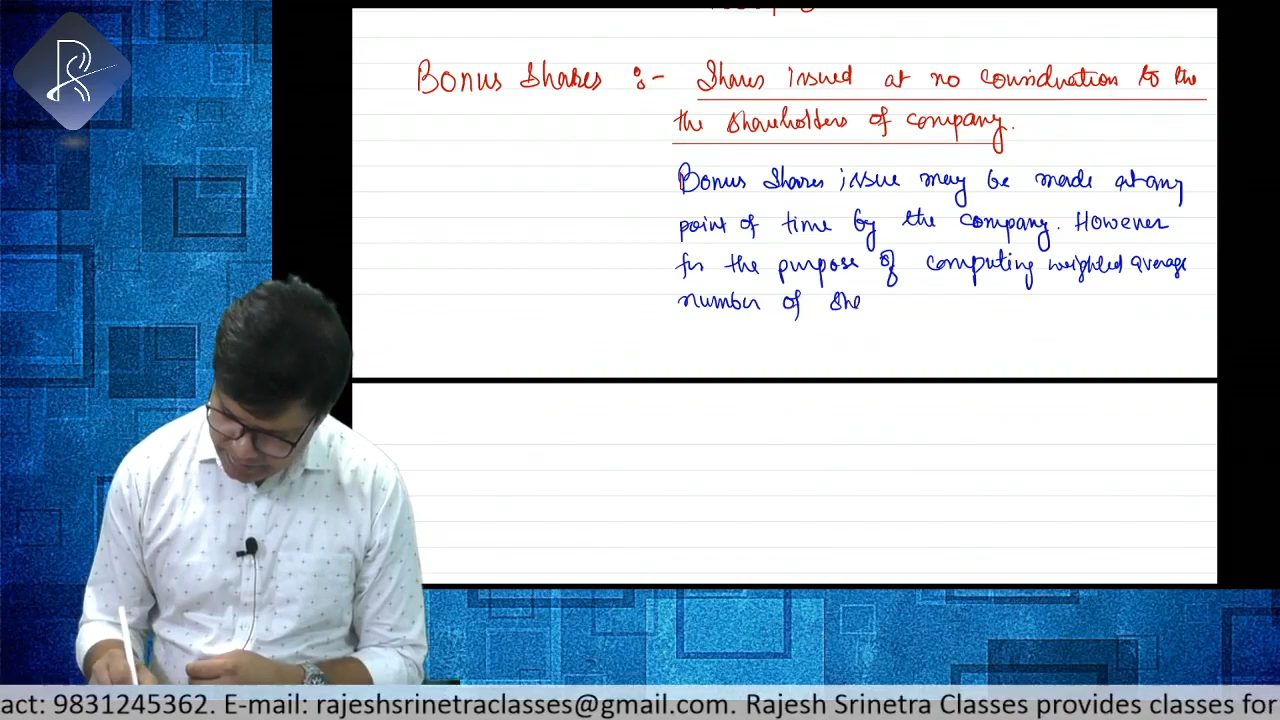 Bonus Shares :- Shares issued at no consideration to the
the shareholders of company.
Bonus Shares issue may be made at any
point of time by the company. However
for the purpose of computing weighted average
number of sha
act: 9831245362. E-mail: rajeshsrinetraclasses@gmail.com. Rajesh Srinetra Classes provides classes for